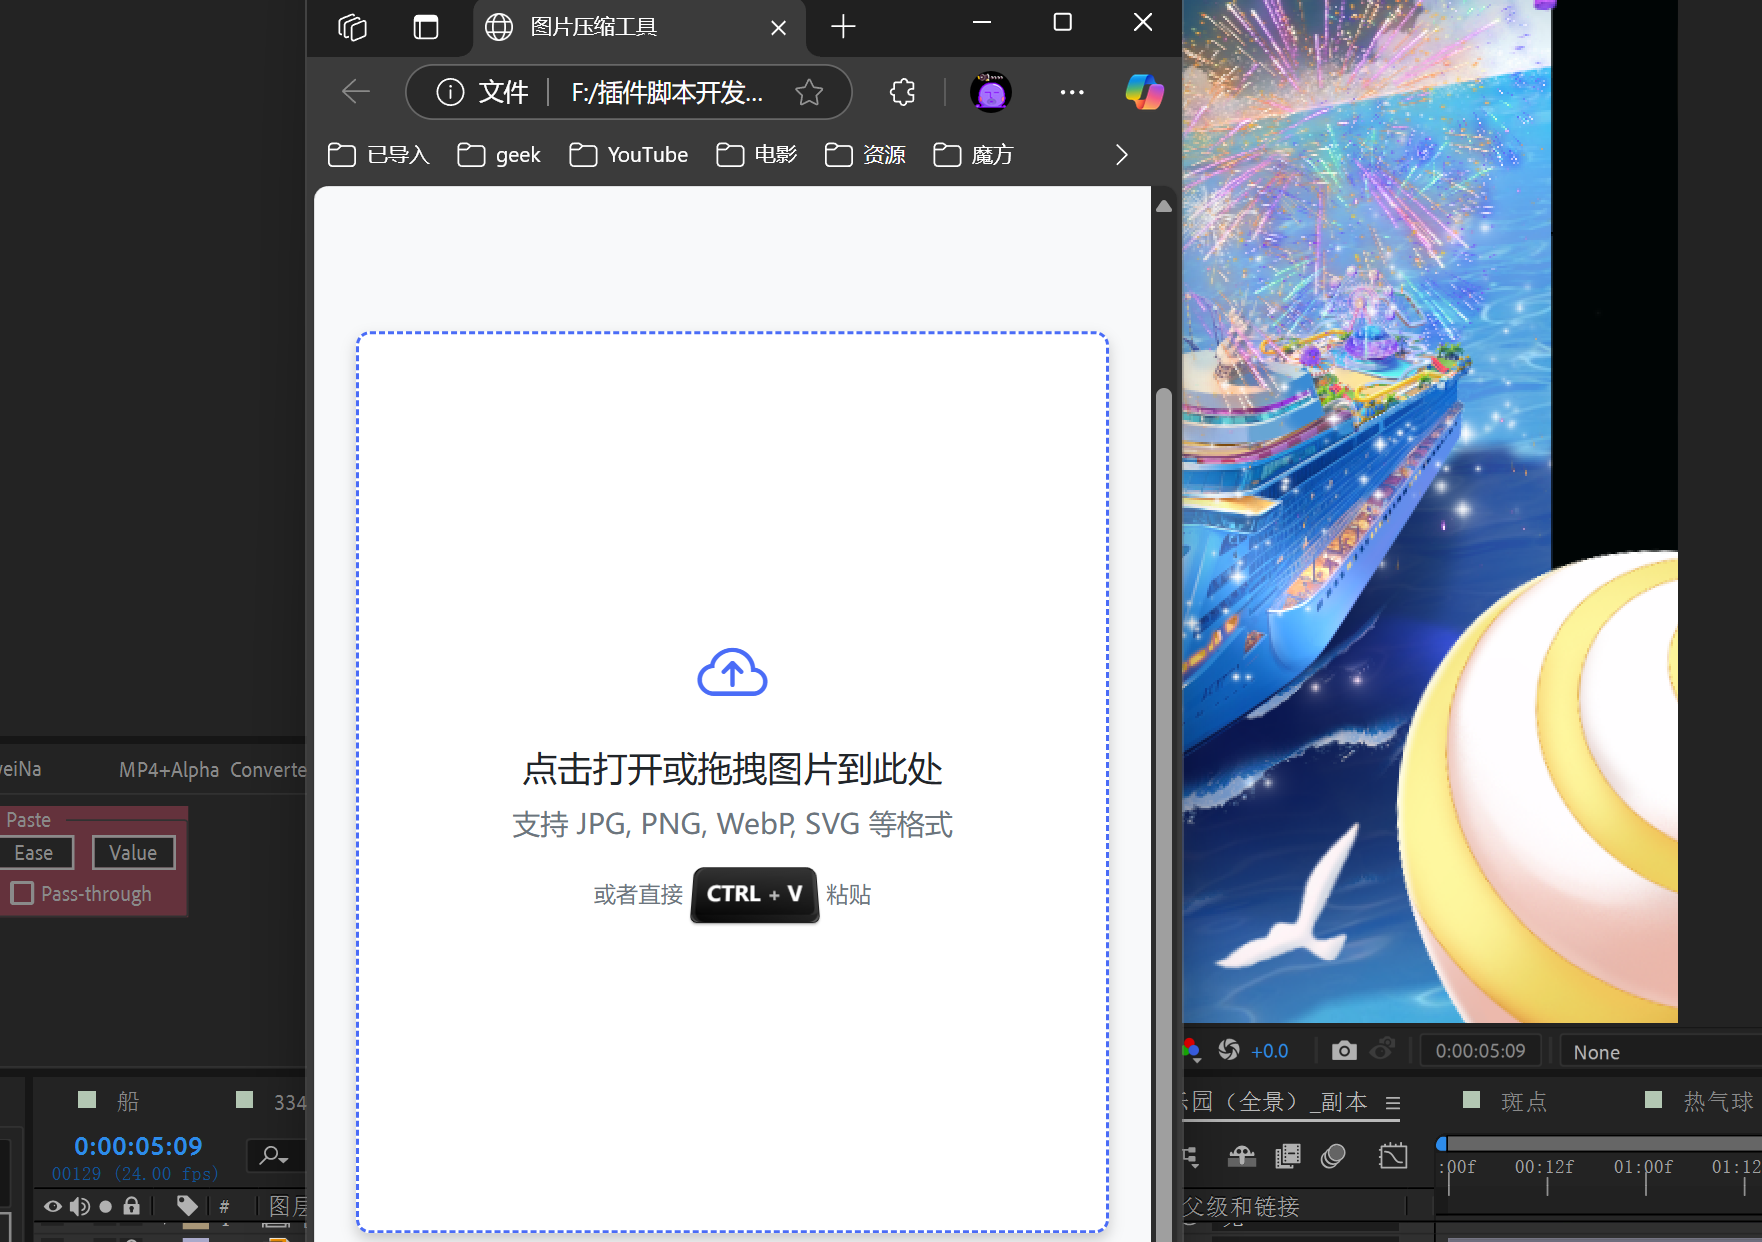 图片压缩工具
文件
F:/插件脚本开发...
已导入
geek
YouTube
电影
资源
魔方
点击打开或拖拽图片到此处
支持 JPG, PNG, WebP, SVG 等格式
或者直接 CTRL + V 粘贴
veiNa
MP4+Alpha Converte
Paste
Ease
Value
Pass-through
+0.0
0:00:05:09
None
船
334
乐园（全景）_副本
斑点
热气球
0:00:05:09
00129 (24.00 fps)
:00f
00:12f
01:00f
01:12
#
图层
父级和链接